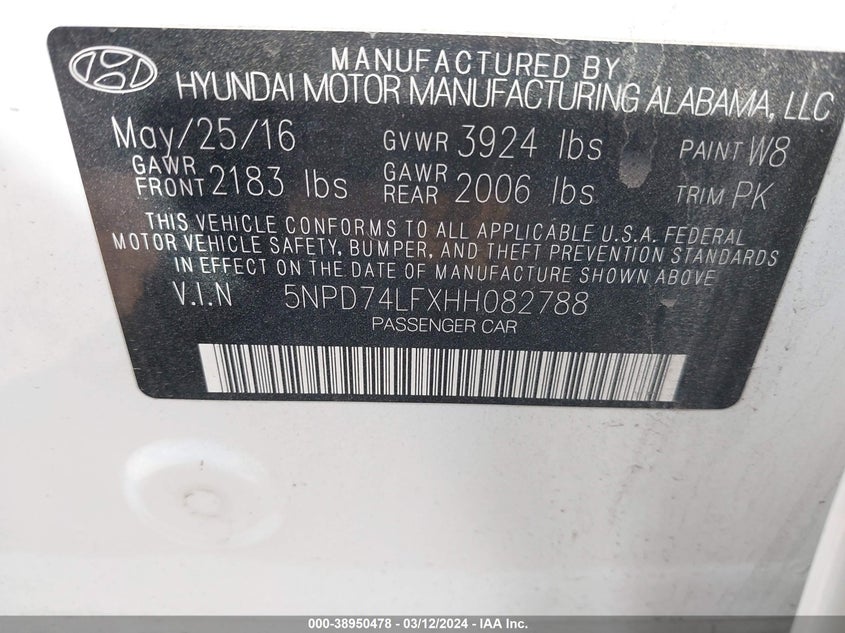 MANUFACTURED BY
HYUNDAI MOTOR MANUFACTURING ALABAMA, LLC
May/25/16 GVWR 3924 lbs PAINT W8
GAWR FRONT 2183 lbs GAWR REAR 2006 lbs TRIM PK
THIS VEHICLE CONFORMS TO ALL APPLICABLE U.S.A. FEDERAL
MOTOR VEHICLE SAFETY, BUMPER, AND THEFT PREVENTION STANDARDS
IN EFFECT ON THE DATE OF MANUFACTURE SHOWN ABOVE
V.I.N 5NPD74LFXHH082788
PASSENGER CAR
000-38950478 - 03/12/2024 - IAA Inc.